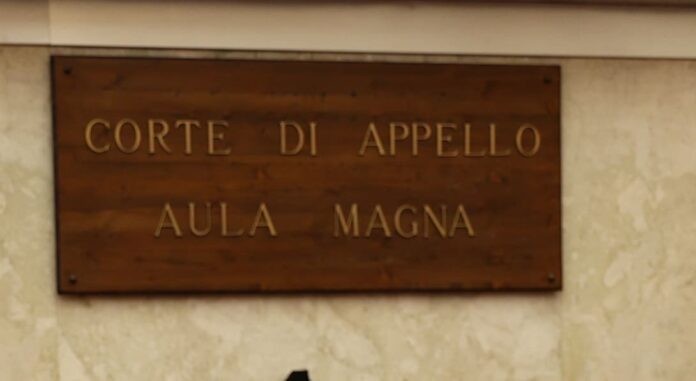 CORTE DI APPELLO
AULA MAGNA